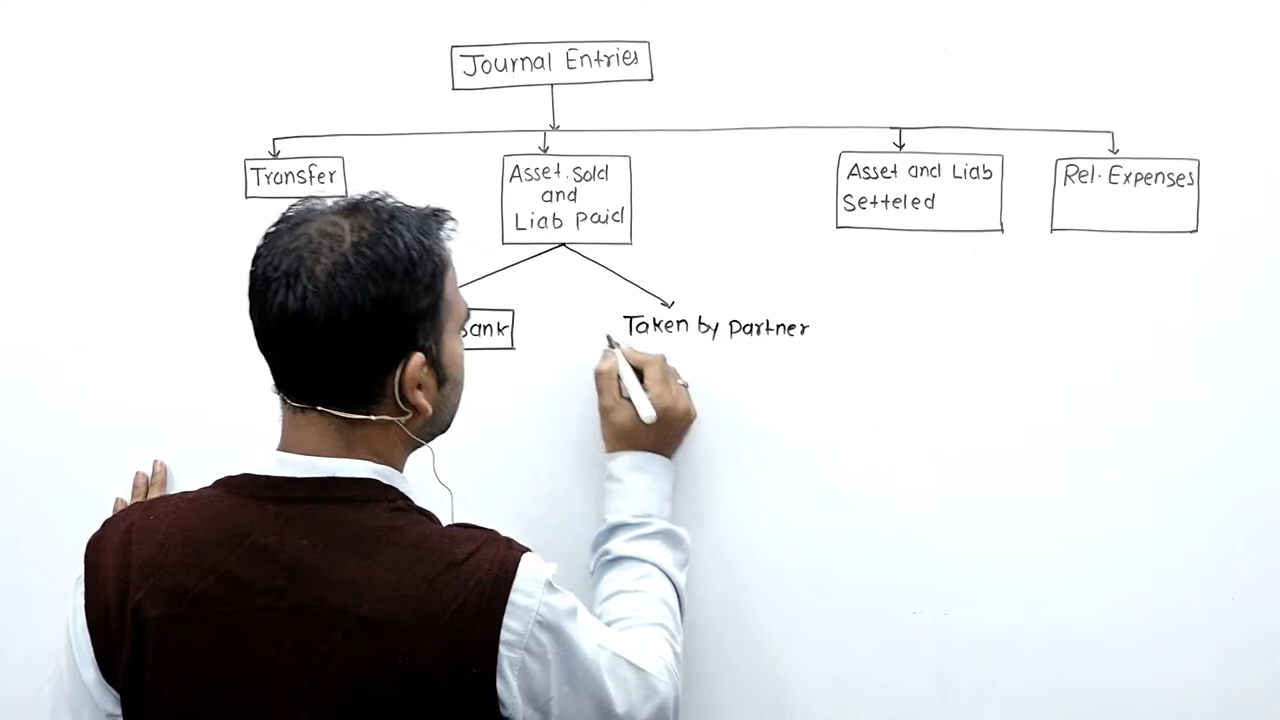 Journal Entries
Transfer
Asset. Sold
and
Liab paid
Asset and Liab
Setteled
Rel. Expenses
Taken by partner